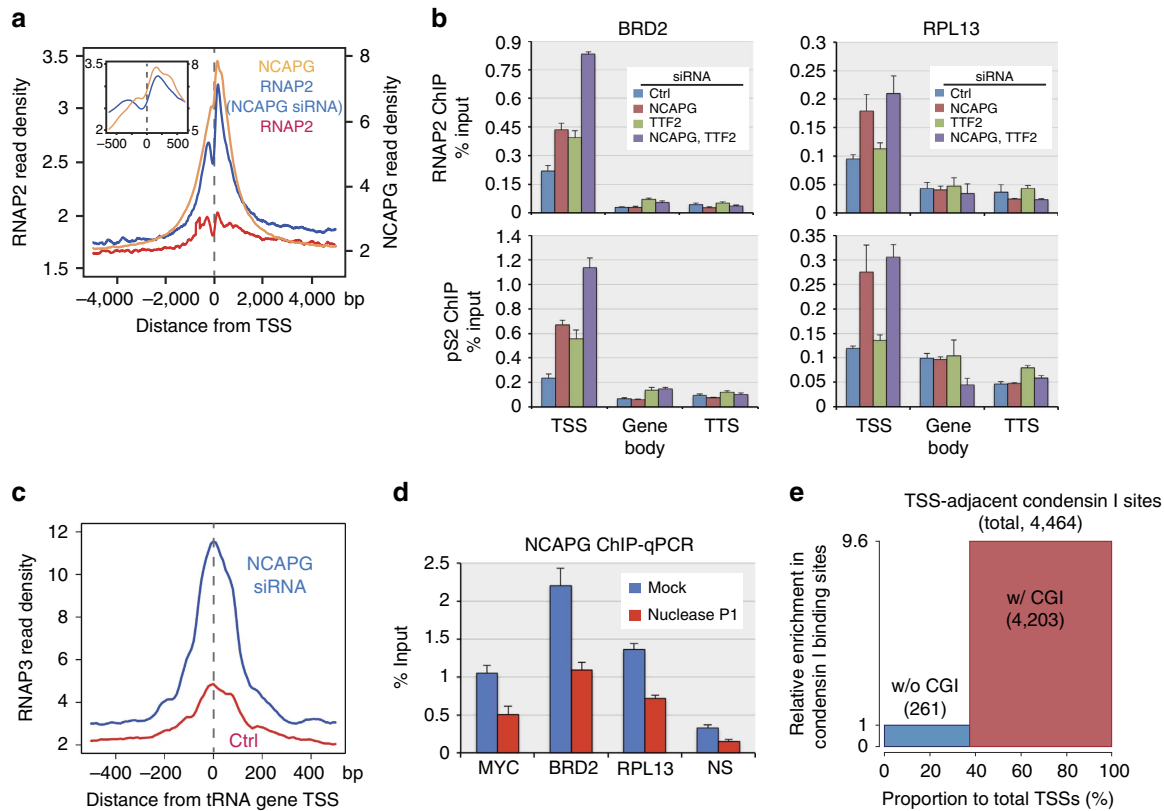 a
3.5
3.0
2.5
2.0
1.5
RNAP2 read density
3.5
2
8
5
−500
0
500
NCAPG
RNAP2
(NCAPG siRNA)
RNAP2
8
6
4
2
NCAPG read density
−4,000
−2,000
0
2,000
4,000
bp
Distance from TSS
b
BRD2
RNAP2 ChIP
% input
0.9
0.75
0.6
0.45
0.3
0.15
0
siRNA
Ctrl
NCAPG
TTF2
NCAPG, TTF2
RPL13
0.3
0.25
0.2
0.15
0.1
0.05
0
siRNA
Ctrl
NCAPG
TTF2
NCAPG, TTF2
pS2 ChIP
% input
1.4
1.2
1.0
0.8
0.6
0.4
0.2
0
TSS
Gene
body
TTS
0.35
0.3
0.25
0.2
0.15
0.1
0.05
0
TSS
Gene
body
TTS
c
RNAP3 read density
12
10
8
6
4
2
NCAPG
siRNA
Ctrl
−400
−200
0
200
400
bp
Distance from tRNA gene TSS
d
NCAPG ChIP-qPCR
% Input
2.5
2
1.5
1
0.5
0
Mock
Nuclease P1
MYC
BRD2
RPL13
NS
e
TSS-adjacent condensin I sites
(total, 4,464)
Relative enrichment in
condensin I binding sites
9.6
1
0
w/o CGI
(261)
w/ CGI
(4,203)
0
20
40
60
80
100
Proportion to total TSSs (%)